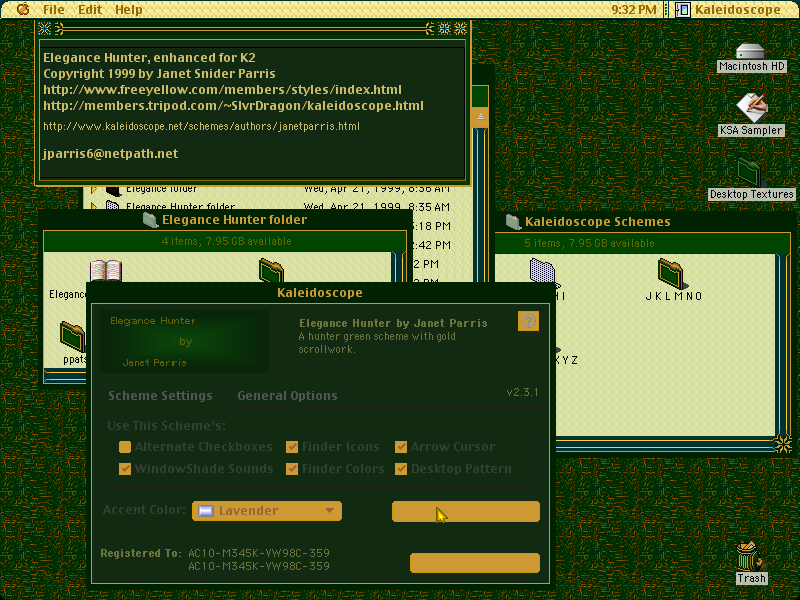 File Edit Help
9:32 PM
Kaleidoscope
Elegance Hunter, enhanced for K2
Copyright 1999 by Janet Snider Parris
http://www.freeyellow.com/members/styles/index.html
http://members.tripod.com/~SlvrDragon/kaleidoscope.html
http://www.kaleidoscope.net/schemes/authors/janetparris.html
jparris6@netpath.net
Macintosh HD
KSA Sampler
Desktop Textures
Elegance folder Wed, Apr 21, 1999, 8:36 AM
Elegance Hunter folder Wed, Apr 21, 1999, 8:35 AM
5:18 PM
2:42 PM
2 PM
Elegance Hunter folder
4 items, 7.95 GB available
Elegance
ppats
Kaleidoscope Schemes
5 items, 7.95 GB available
H I
J K L M N O
X Y Z
Kaleidoscope
Elegance Hunter
by
Janet Parris
Elegance Hunter by Janet Parris
A hunter green scheme with gold
scrollwork.
Scheme Settings General Options
v2.3.1
Use This Scheme's:
Alternate Checkboxes Finder Icons Arrow Cursor
WindowShade Sounds Finder Colors Desktop Pattern
Accent Color: Lavender
Registered To: AC10-M345K-YW98C-359
AC10-M345K-YW98C-359
Trash